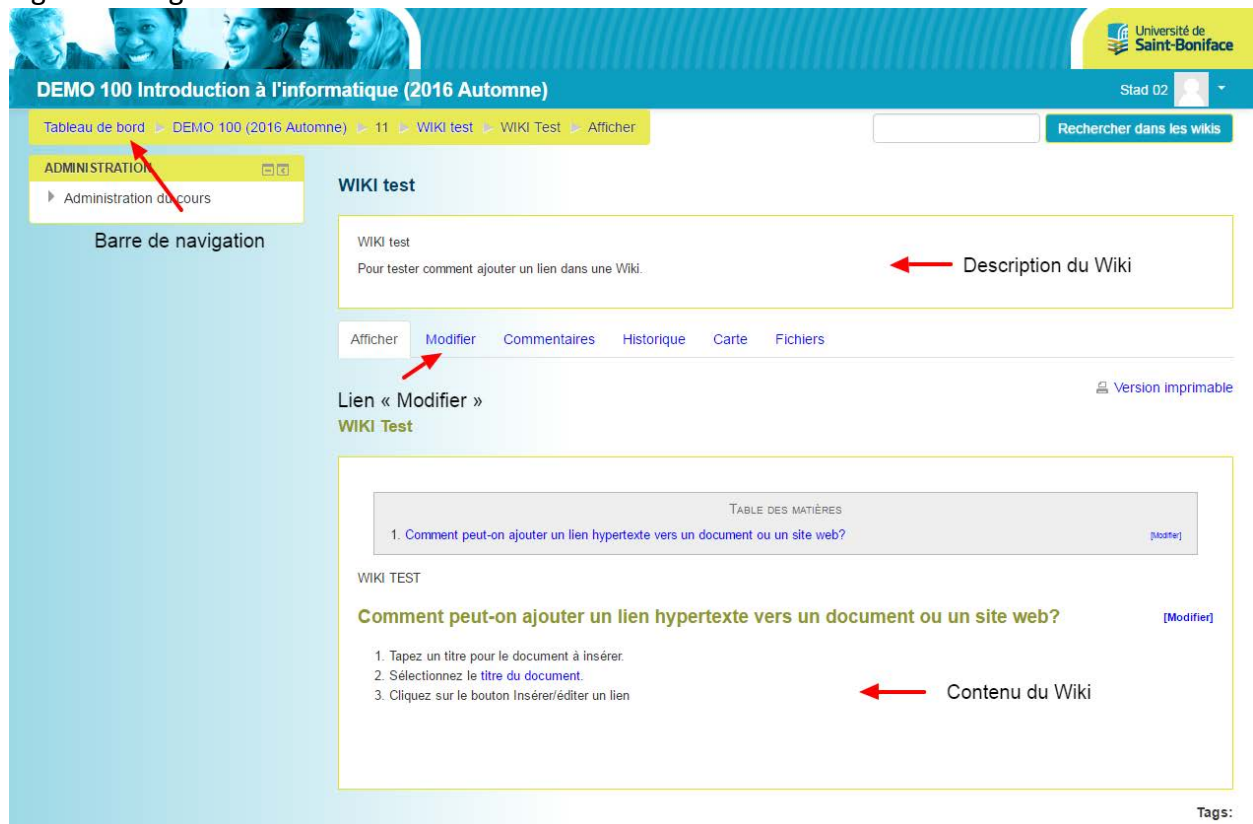 Université de
Saint-Boniface
DEMO 100 Introduction à l'informatique (2016 Automne)
Stad 02
Tableau de bord DEMO 100 (2016 Automne) 11 WIKI test WIKI Test Afficher
Rechercher dans les wikis
ADMINISTRATION
Administration du cours
Barre de navigation
WIKI test
WIKI test
Pour tester comment ajouter un lien dans une Wiki.
Description du Wiki
Afficher Modifier Commentaires Historique Carte Fichiers
Version imprimable
Lien « Modifier »
WIKI Test
TABLE DES MATIÈRES
1. Comment peut-on ajouter un lien hypertexte vers un document ou un site web? [Modifier]
WIKI TEST
Comment peut-on ajouter un lien hypertexte vers un document ou un site web? [Modifier]
1. Tapez un titre pour le document à insérer.
2. Sélectionnez le titre du document.
3. Cliquez sur le bouton Insérer/éditer un lien
Contenu du Wiki
Tags: